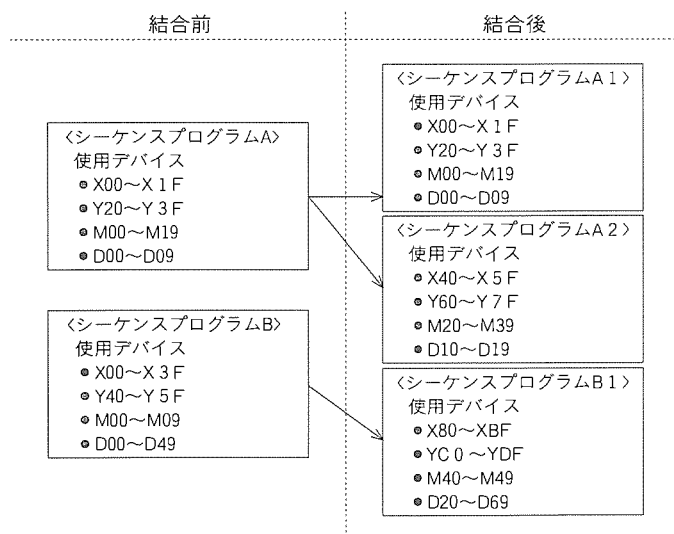 結合前
結合後
〈シーケンスプログラムA〉
使用デバイス
● X00～X1F
● Y20～Y3F
● M00～M19
● D00～D09
〈シーケンスプログラムB〉
使用デバイス
● X00～X3F
● Y40～Y5F
● M00～M09
● D00～D49
〈シーケンスプログラムA1〉
使用デバイス
● X00～X1F
● Y20～Y3F
● M00～M19
● D00～D09
〈シーケンスプログラムA2〉
使用デバイス
● X40～X5F
● Y60～Y7F
● M20～M39
● D10～D19
〈シーケンスプログラムB1〉
使用デバイス
● X80～XBF
● YC0～YDF
● M40～M49
● D20～D69